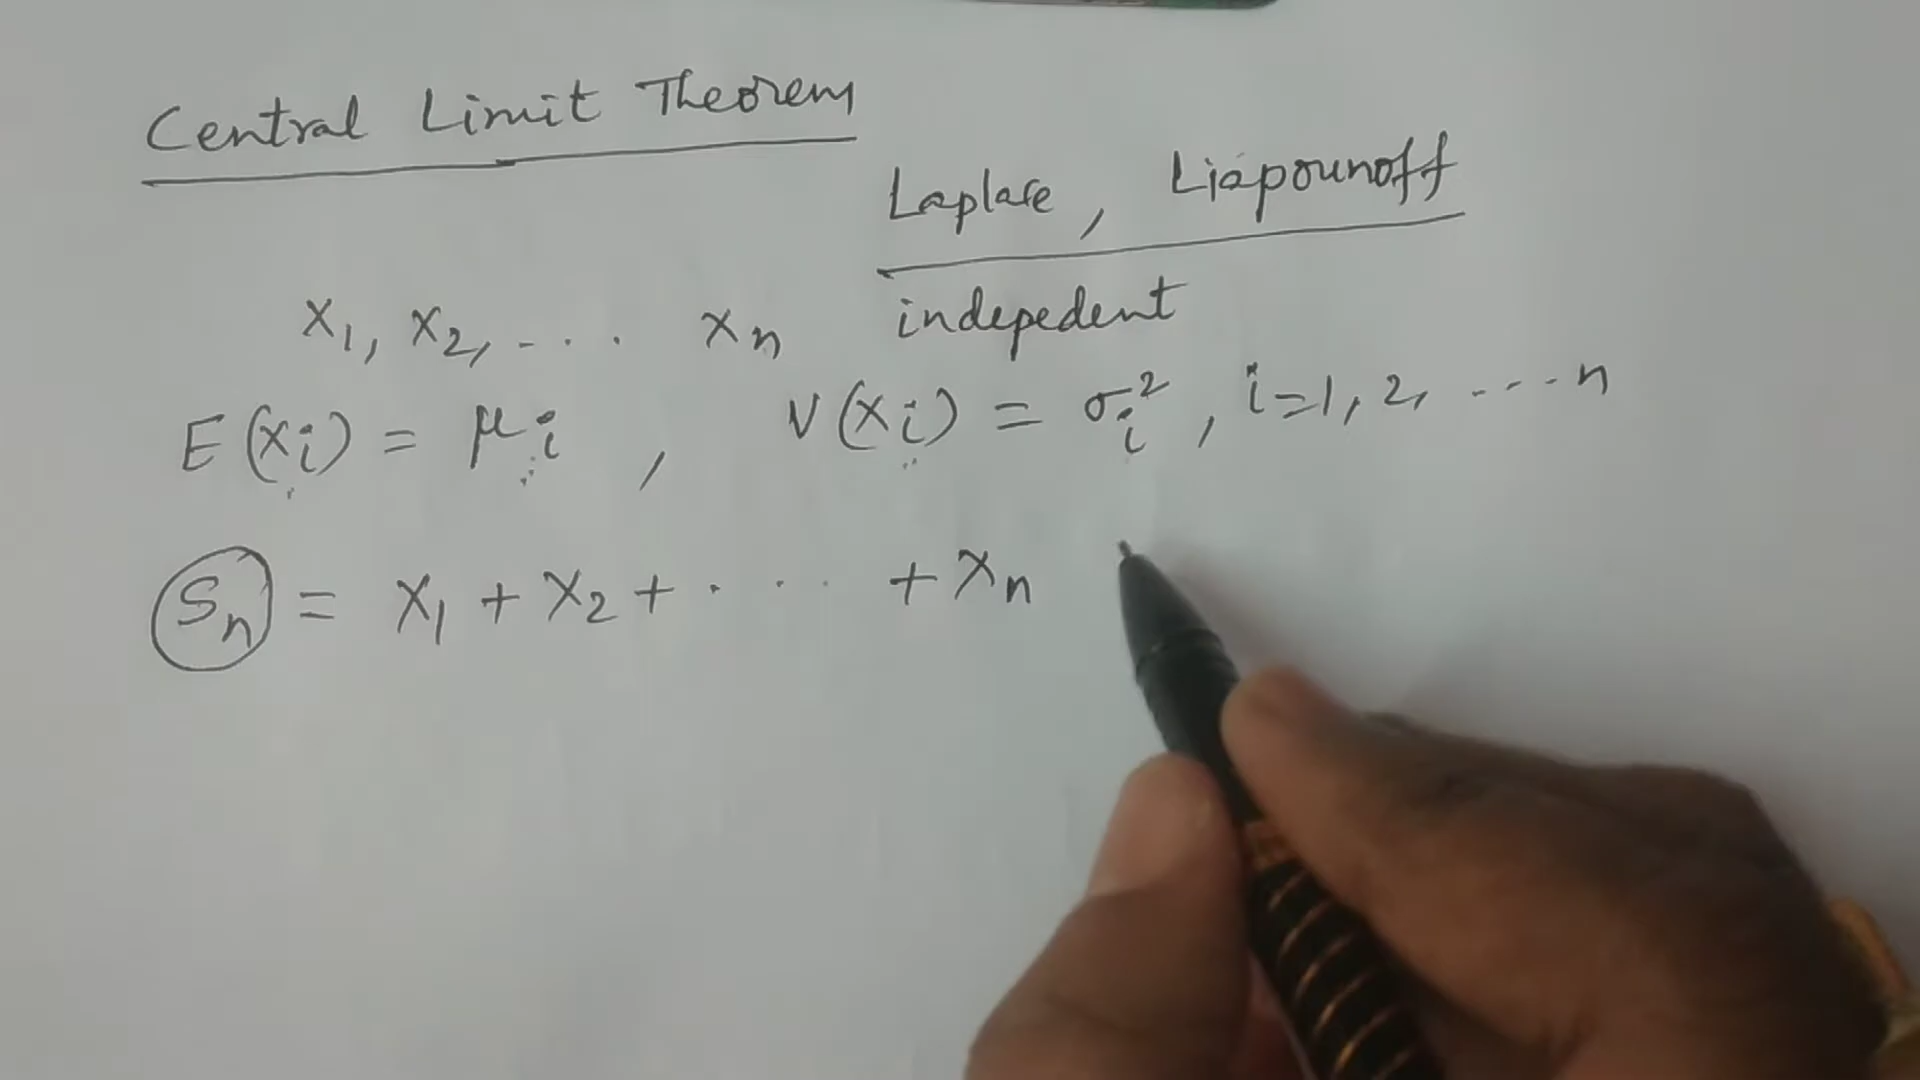 Central Limit Theorem
Laplace, Liapounoff
x₁, x₂, .... xₙ indepedent
E(xᵢ) = μᵢ , V(xᵢ) = σᵢ², i=1, 2, ....n
Sₙ = x₁ + x₂ + . . . . + xₙ